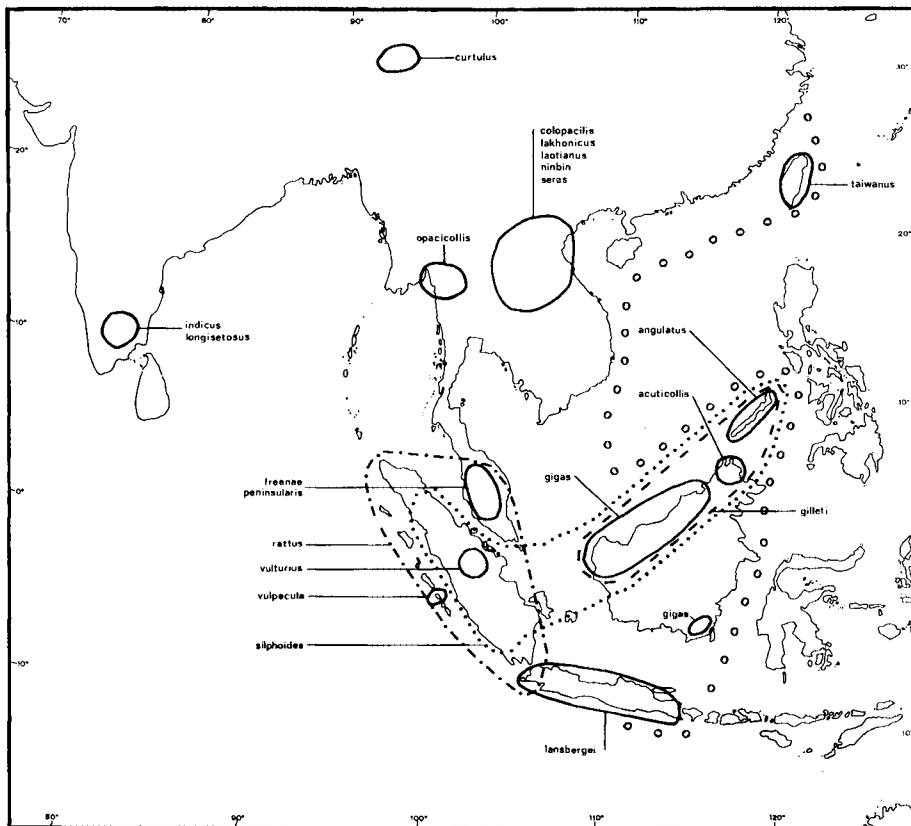 70°
80°
90°
100°
110°
120°
curtulus
30°
colopacilis
lakhonicus
laotianus
ninbin
seros
20°
taiwanus
opacicollis
20°
10°
indicus
longisetosus
angulatus
10°
acuticollis
freenae
peninsularis
0°
gigas
gilleti
rattus
vulturius
vulpecula
gigas
silphoides
10°
lansbergei
10°
80°
90°
100°
110°
120°